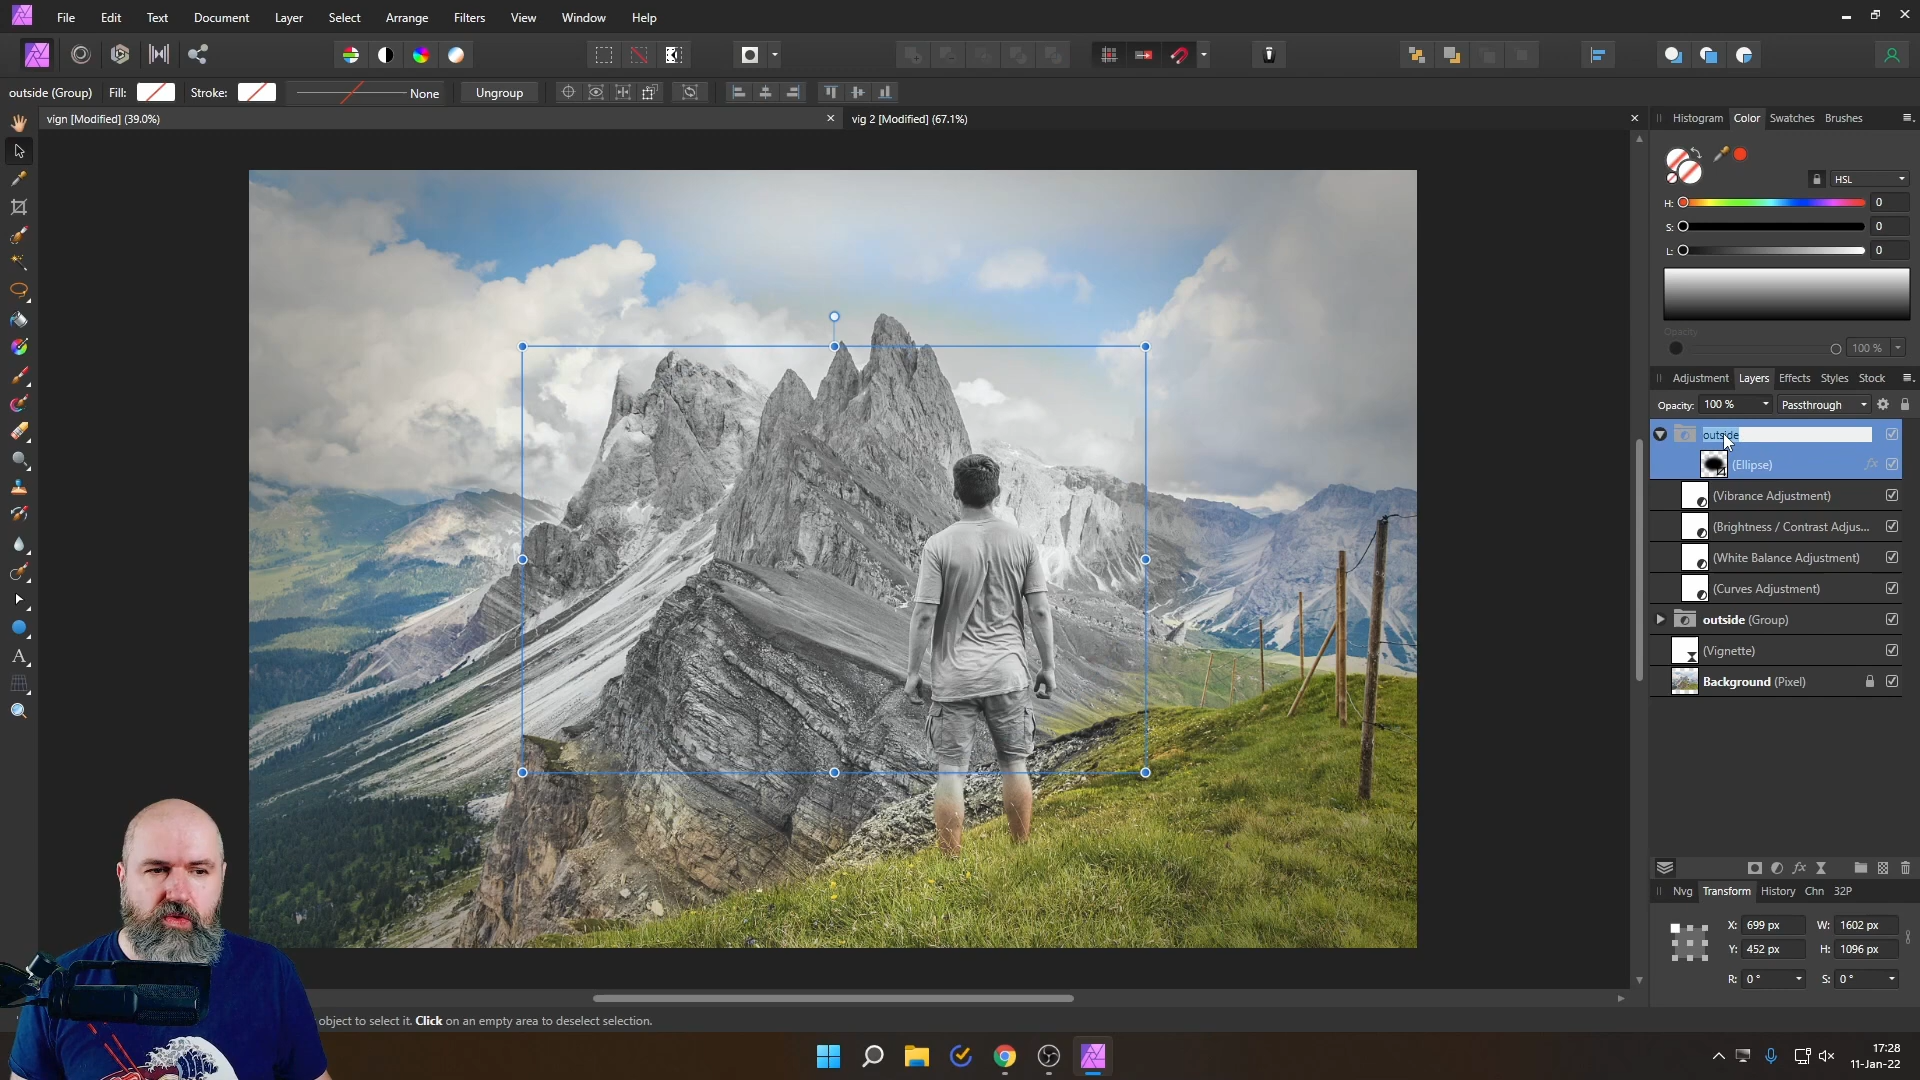 File Edit Text Document Layer Select Arrange Filters View Window Help
outside (Group) Fill: Stroke: None Ungroup
vign [Modified] (39.0%)
vig 2 [Modified] (67.1%)
Histogram Color Swatches Brushes
HSL
H: 0
S: 0
L: 0
Opacity
100 %
Adjustment Layers Effects Styles Stock
Opacity: 100 % Passthrough
outside
(Ellipse) fx
(Vibrance Adjustment)
(Brightness / Contrast Adjus...
(White Balance Adjustment)
(Curves Adjustment)
outside (Group)
(Vignette)
Background (Pixel)
fx
Nvg Transform History Chn 32P
X: 699 px W: 1602 px
Y: 452 px H: 1096 px
R: 0 ° S: 0 °
object to select it. Click on an empty area to deselect selection.
17:28
11-Jan-22